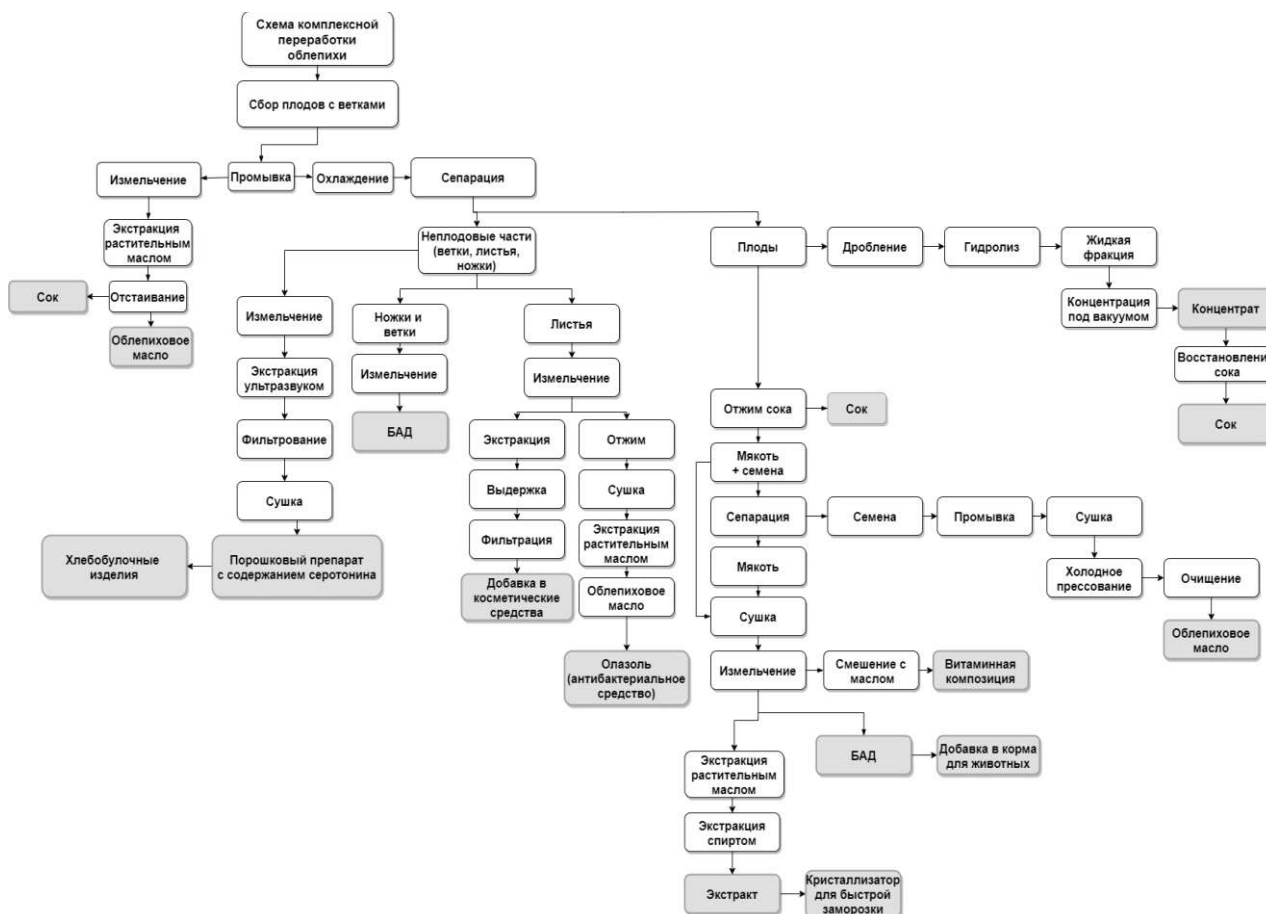 Схема комплексной
переработки
облепихи
Сбор плодов с ветками
Измельчение
Промывка
Охлаждение
Сепарация
Экстракция
растительным
маслом
Сок
Отстаивание
Облепиховое
масло
Неплодовые части
(ветки, листья,
ножки)
Плоды
Дробление
Гидролиз
Жидкая
фракция
Концентрация
под вакуумом
Концентрат
Восстановлени
сока
Сок
Измельчение
Ножки и
ветки
Листья
Экстракция
ультразвуком
Измельчение
Измельчение
БАД
Фильтрование
Сушка
Хлебобулочные
изделия
Порошковый препарат
с содержанием серотонина
Экстракция
Отжим
Выдержка
Сушка
Фильтрация
Экстракция
растительным
маслом
Добавка в
косметические
средства
Облепиховое
масло
Олазоль
(антибактериальное
средство)
Отжим сока
Сок
Мякоть
+ семена
Сепарация
Семена
Промывка
Сушка
Мякоть
Холодное
прессование
Очищение
Облепиховое
масло
Сушка
Измельчение
Смешение с
маслом
Витаминная
композиция
Экстракция
растительным
маслом
БАД
Добавка в корма
для животных
Экстракция
спиртом
Экстракт
Кристаллизатор
для быстрой
заморозки